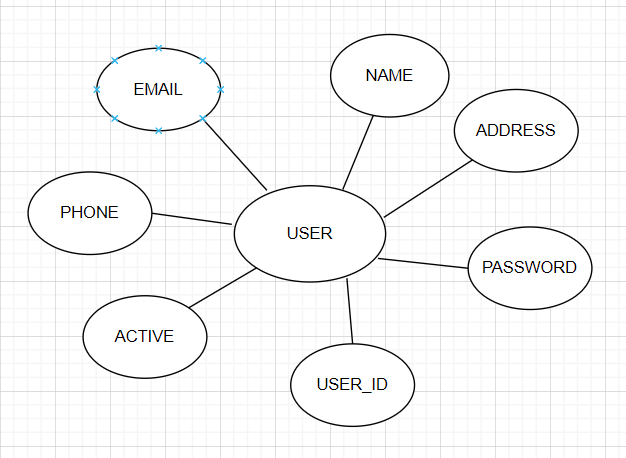 NAME
EMAIL
ADDRESS
PHONE
USER
PASSWORD
ACTIVE
USER_ID